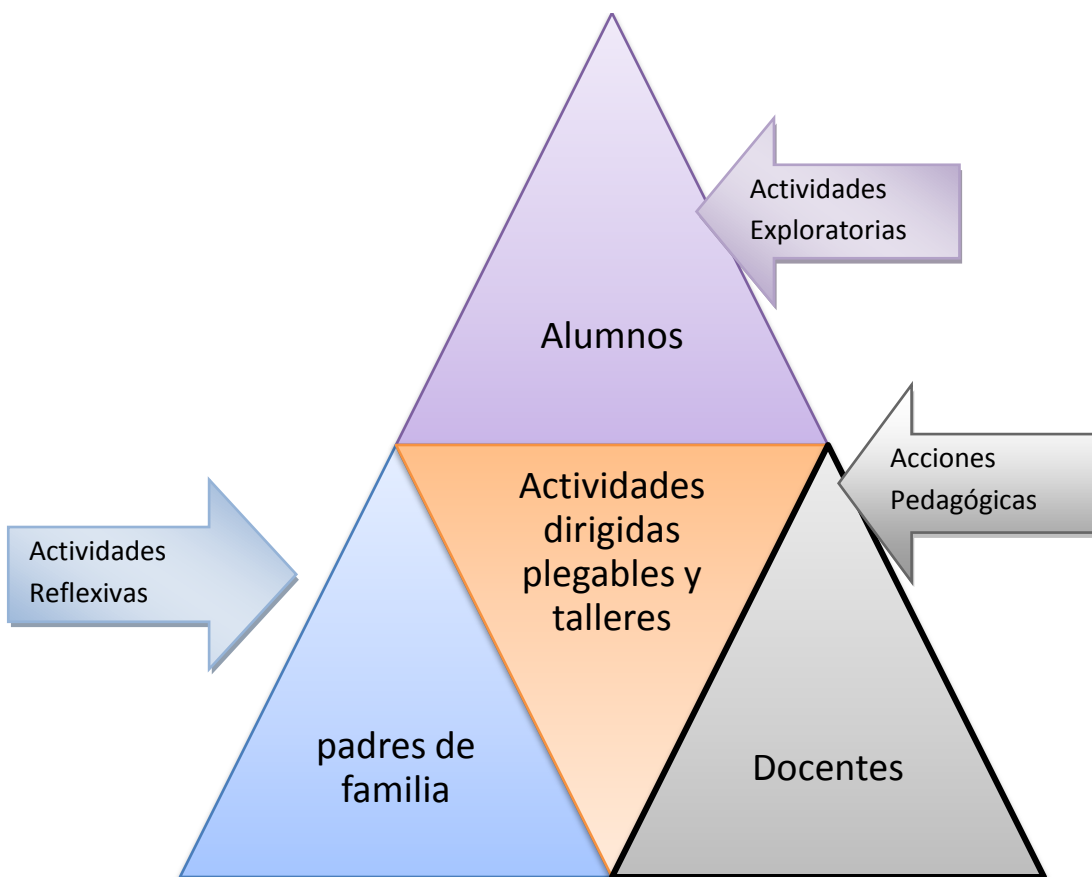 Actividades
Exploratorias
Alumnos
Acciones
Pedagógicas
Actividades
dirigidas
plegables y
talleres
Actividades
Reflexivas
padres de
familia
Docentes